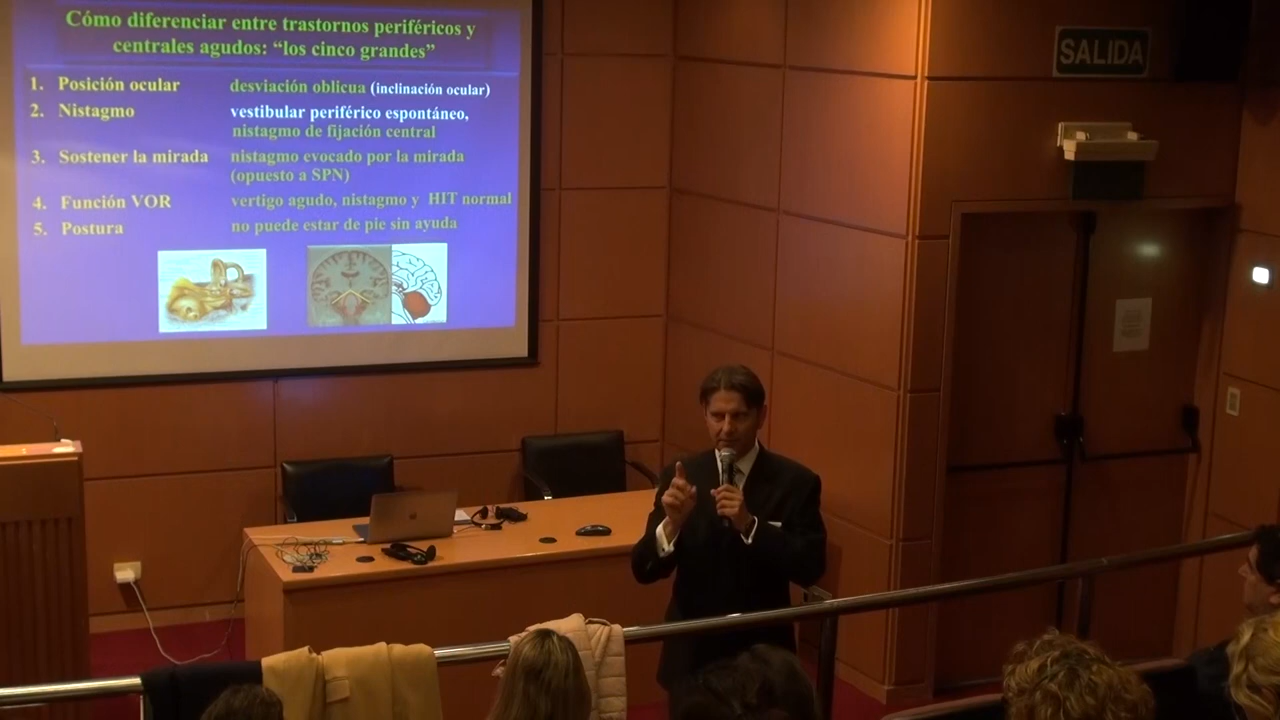 Cómo diferenciar entre trastornos periféricos y
centrales agudos: “los cinco grandes”
1. Posición ocular desviación oblicua (inclinación ocular)
2. Nistagmo vestibular periférico espontáneo,
nistagmo de fijación central
3. Sostener la mirada nistagmo evocado por la mirada
(opuesto a SPN)
4. Función VOR vertigo agudo, nistagmo y HIT normal
5. Postura no puede estar de pie sin ayuda
SALIDA